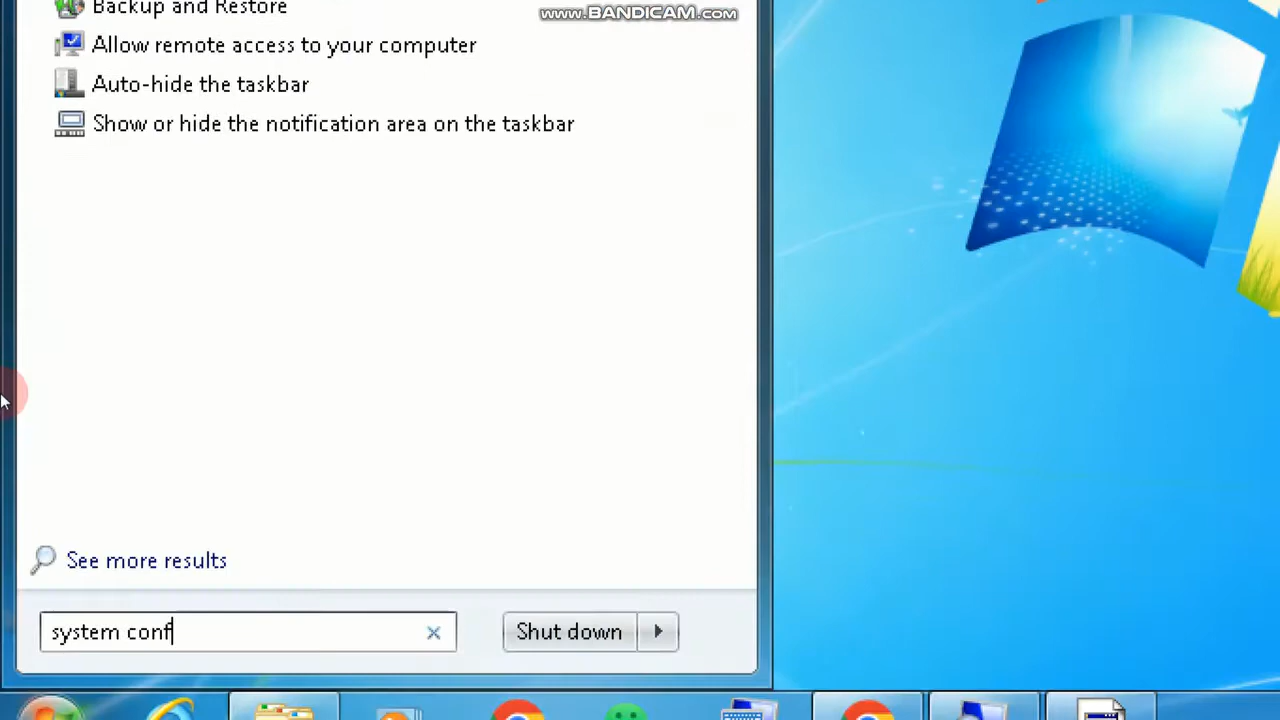 Backup and Restore
www.BANDICAM.com
Allow remote access to your computer
Auto-hide the taskbar
Show or hide the notification area on the taskbar
See more results
system conf
Shut down